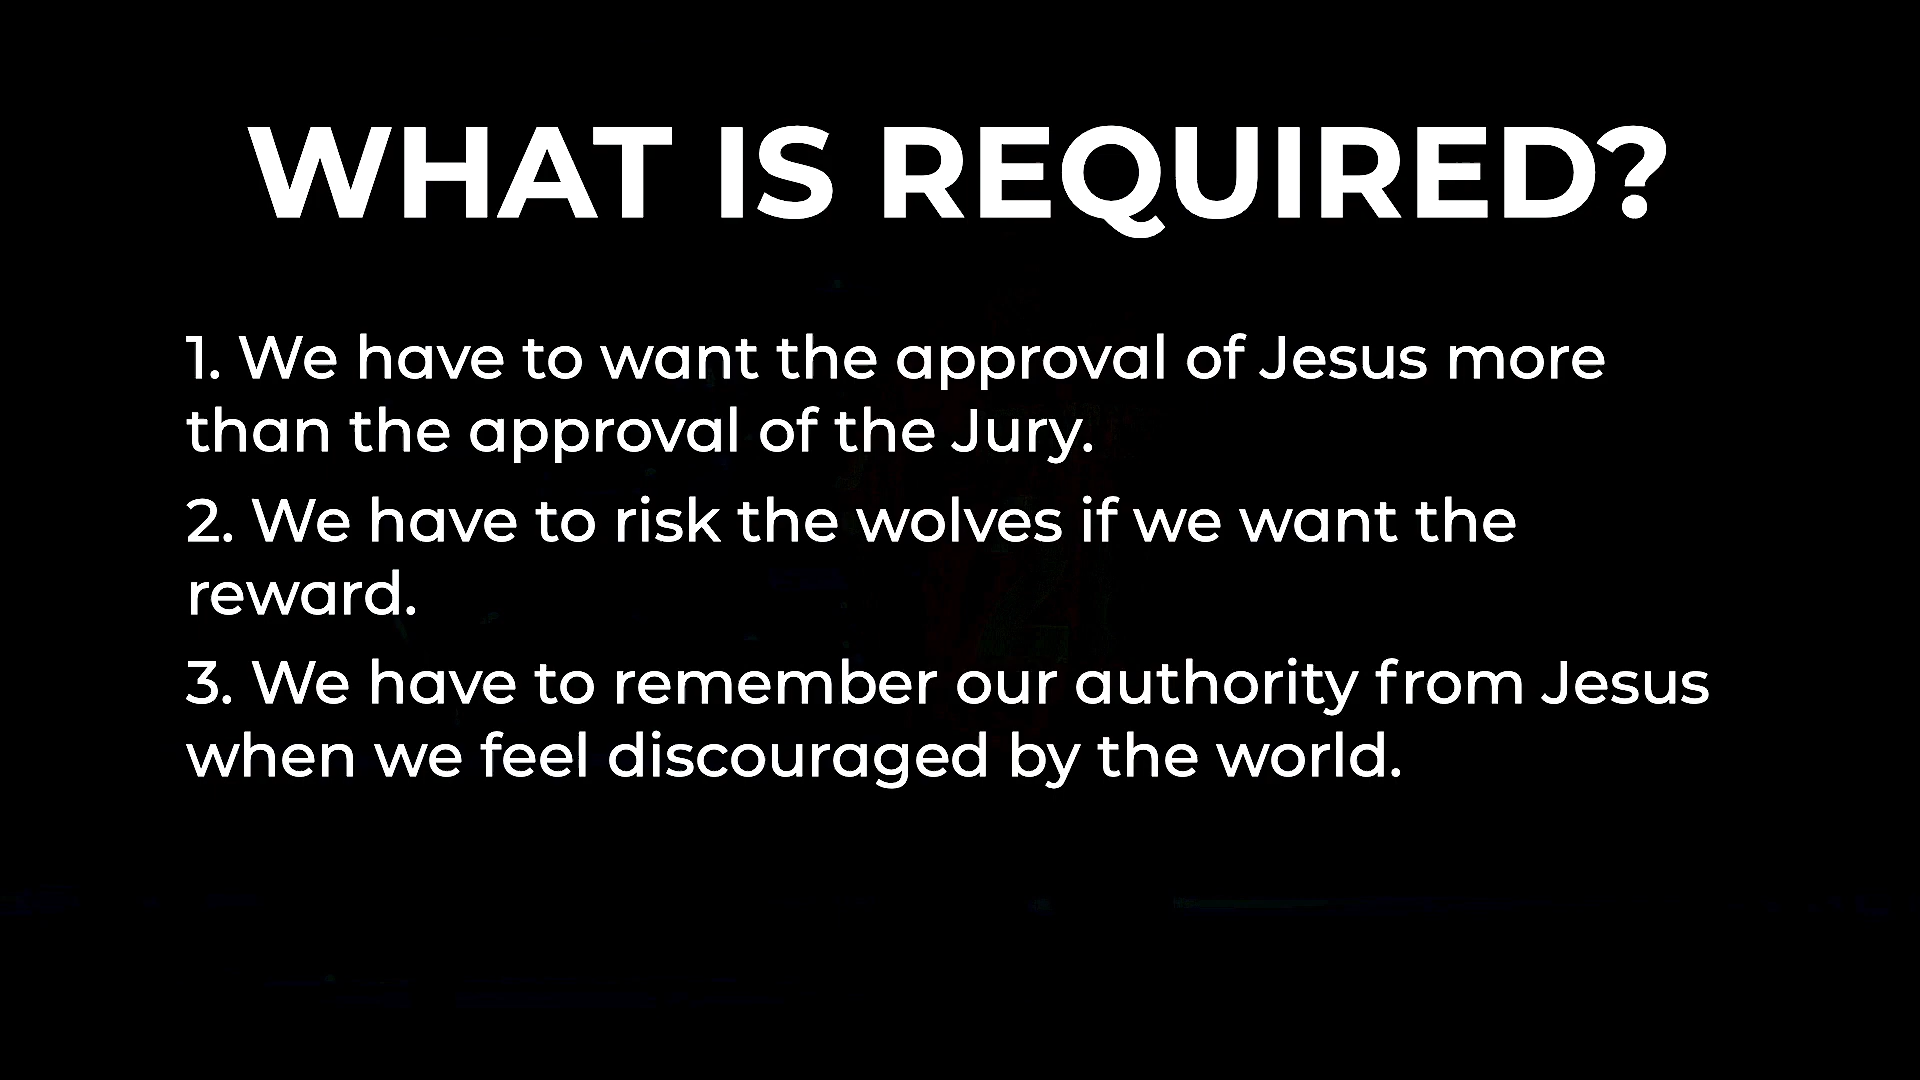 WHAT IS REQUIRED?
1. We have to want the approval of Jesus more
than the approval of the Jury.
2. We have to risk the wolves if we want the
reward.
3. We have to remember our authority from Jesus
when we feel discouraged by the world.